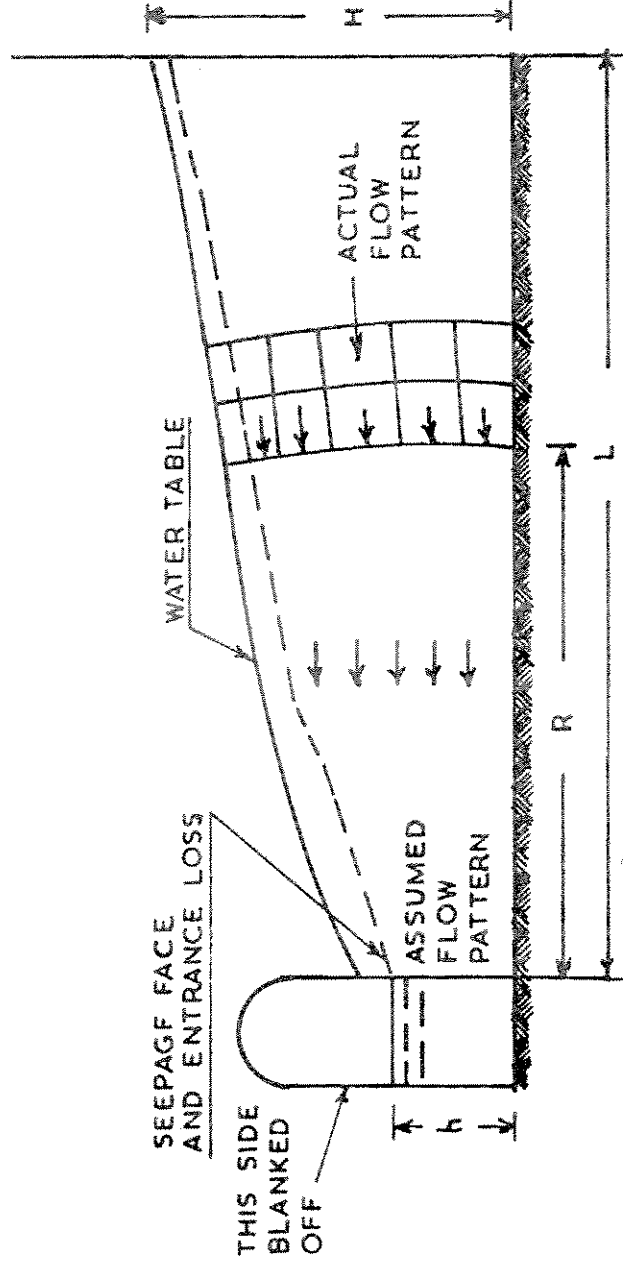 SEEPAGF FACE
AND ENTRANCE LOSS
THIS SIDE
BLANKED
OFF
WATER TABLE
ACTUAL
FLOW
PATTERN
ASSUMED
FLOW
PATTERN
h
H
R
L